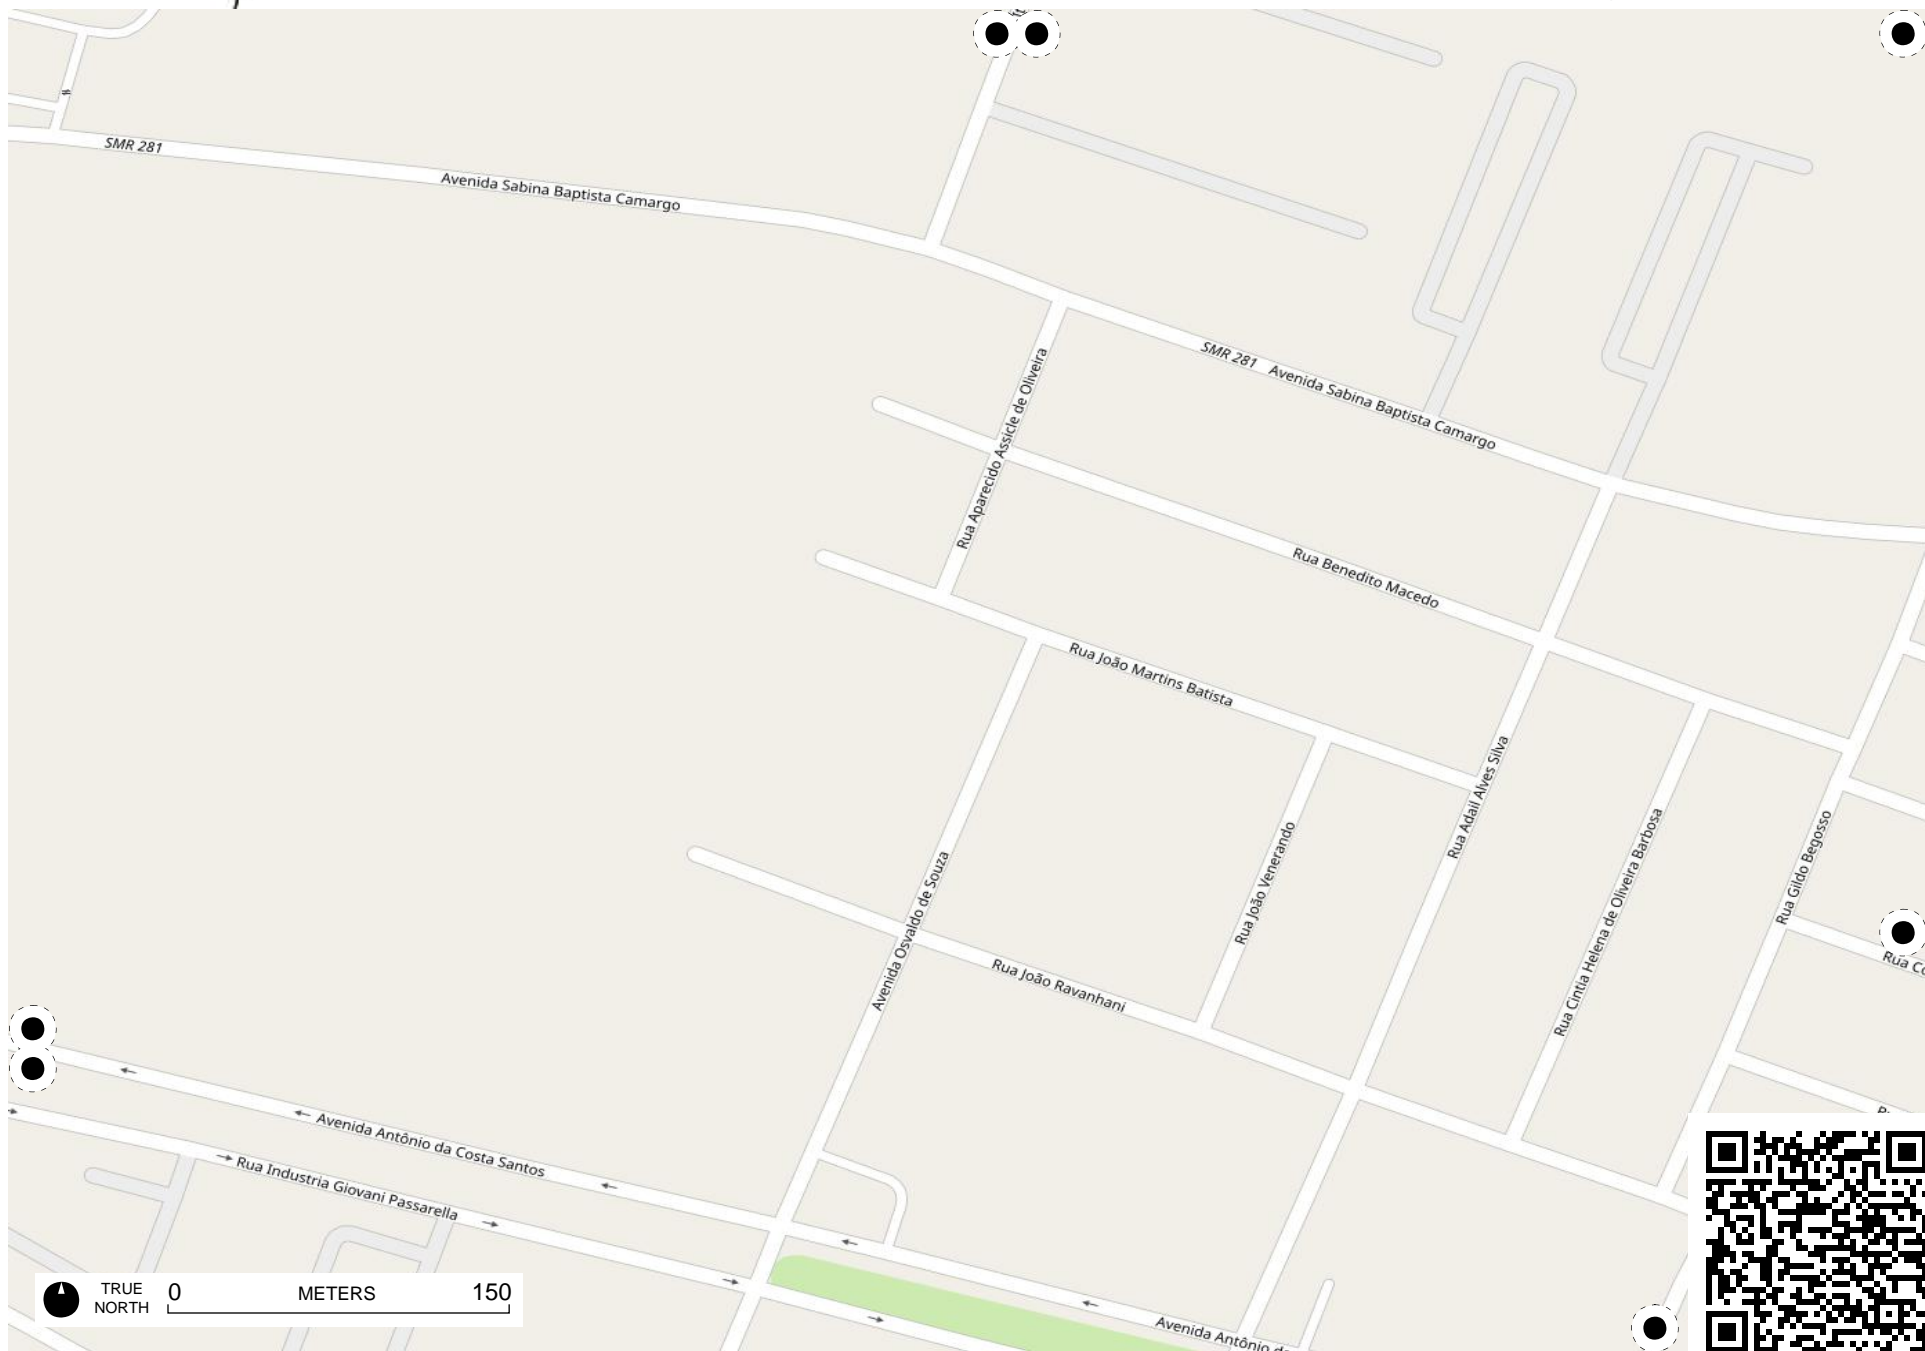 SMR 281
Avenida Sabina Baptista Camargo
SMR 281
Avenida Sabina Baptista Camargo
Rua Aparecido Assicle de Oliveira
Rua Benedito Macedo
Rua João Martins Batista
Rua Adail Alves Silva
Rua João Venerando
Rua Cintia Helena de Oliveira Barbosa
Rua Gildo Begosso
Avenida Osvaldo de Souza
Rua João Ravanhani
Rua
Avenida Antônio da Costa Santos
Rua Industria Giovani Passarella
Avenida Antônio
TRUE NORTH
0 METERS 150